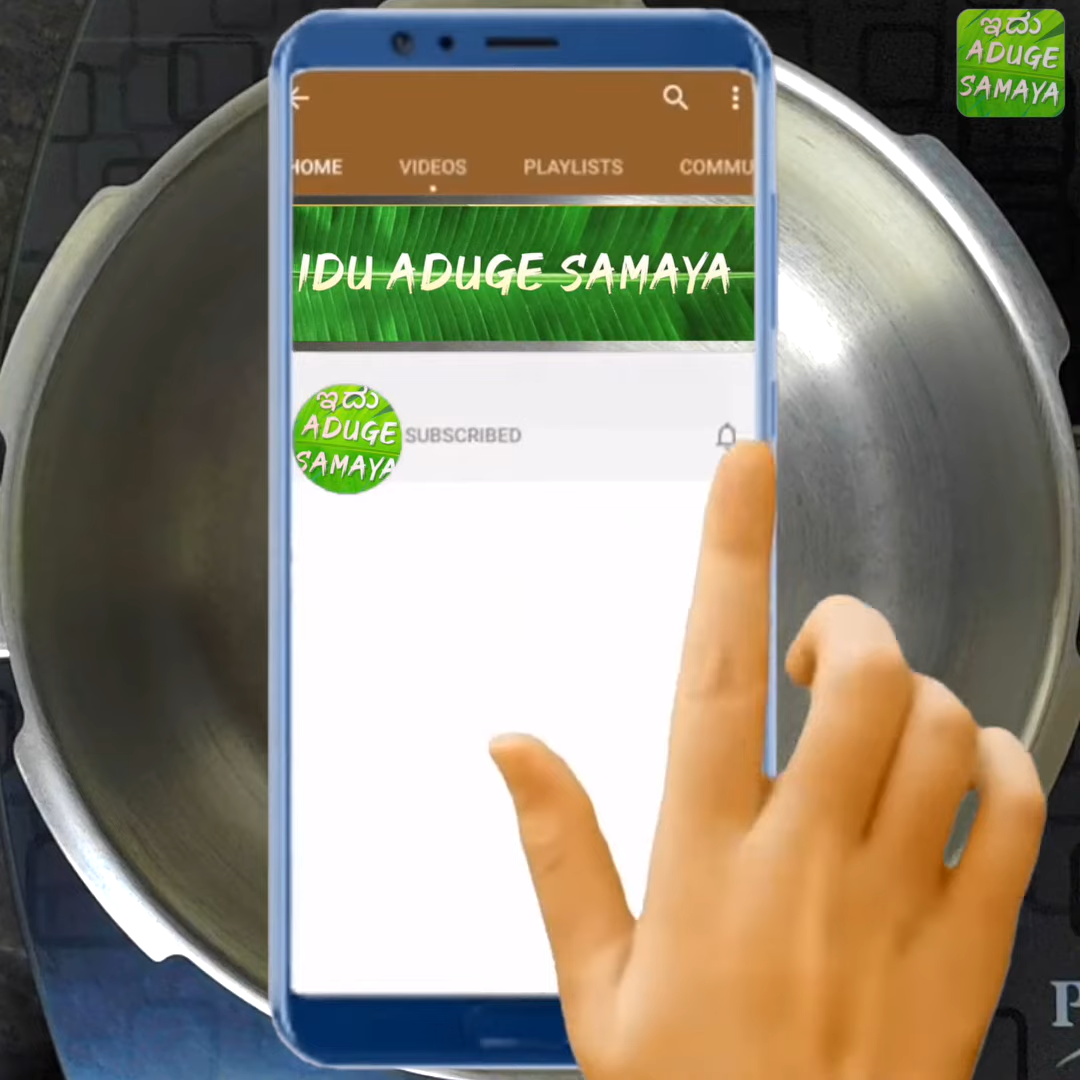 ಇದು
ADUGE
SAMAYA
HOME VIDEOS PLAYLISTS COMMU
IDU ADUGE SAMAYA
ಇದು
ADUGE
SAMAYA
SUBSCRIBED
P